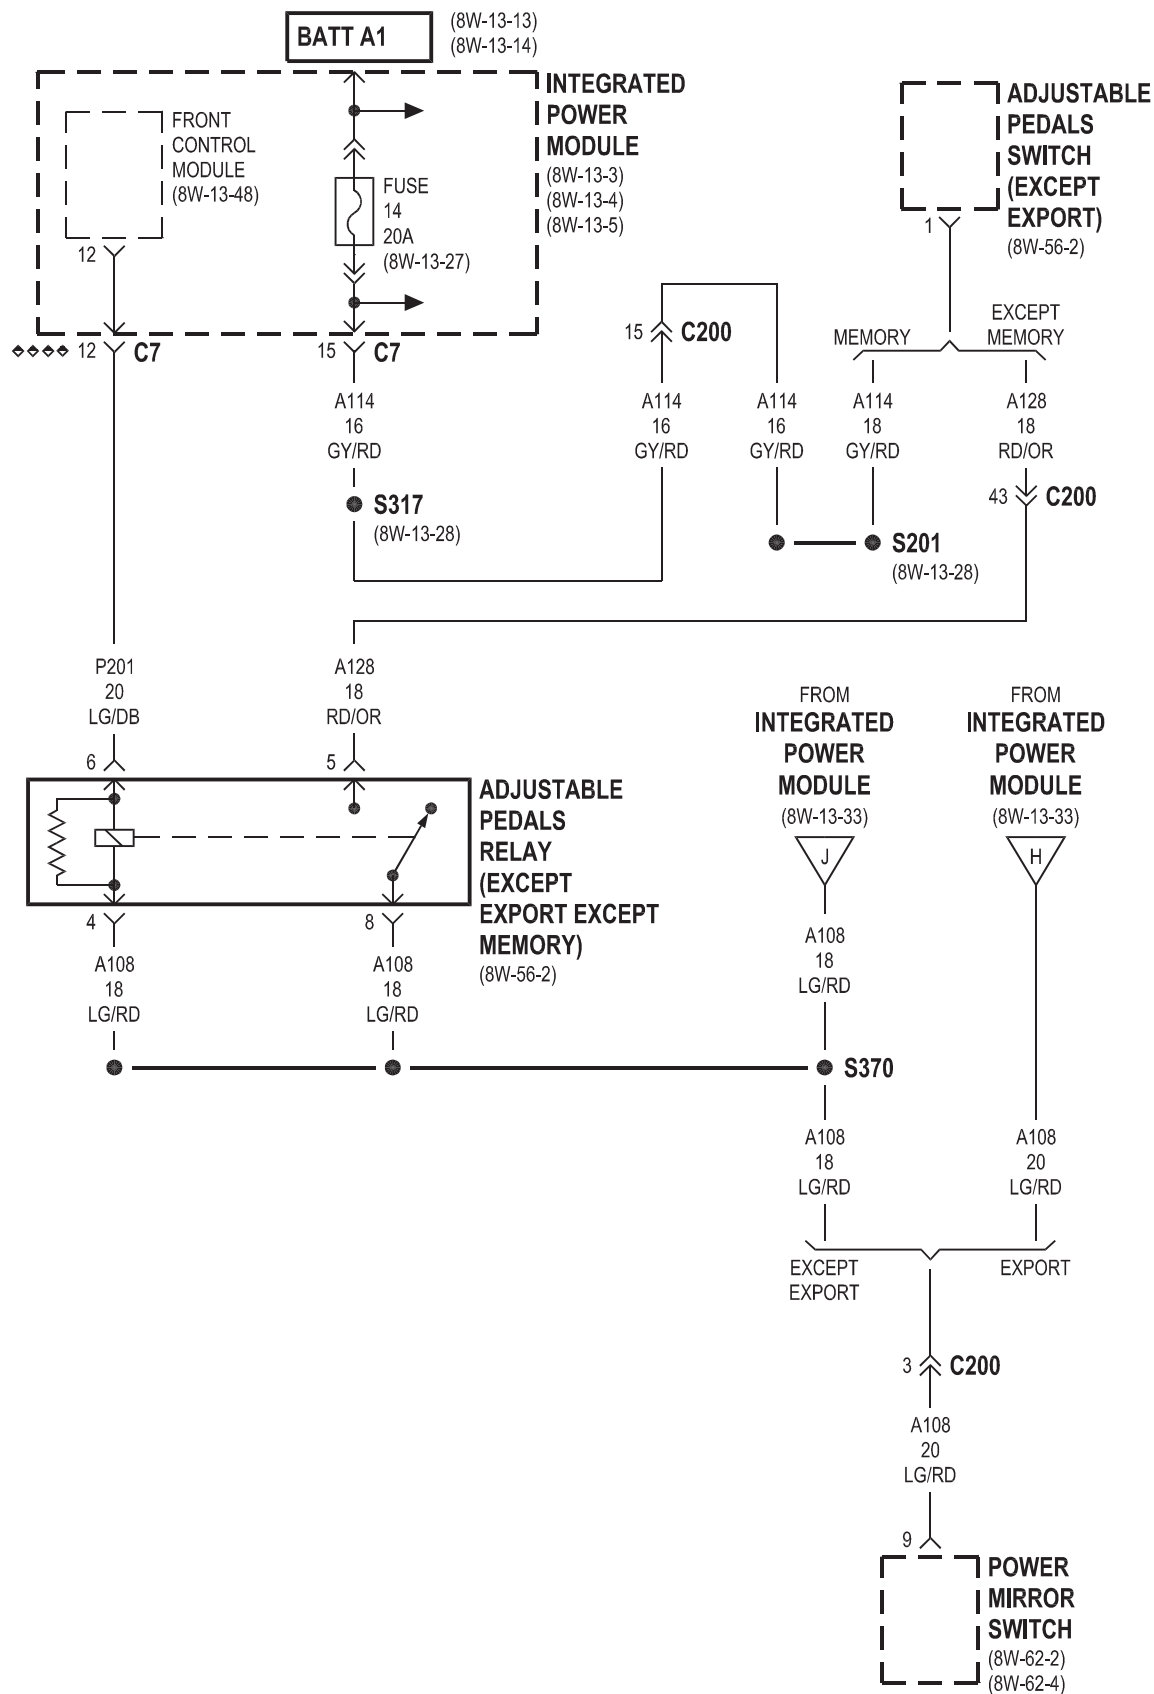 BATT A1
(8W-13-13)
(8W-13-14)
INTEGRATED
POWER
MODULE
(8W-13-3)
(8W-13-4)
(8W-13-5)
FRONT
CONTROL
MODULE
(8W-13-48)
FUSE
14
20A
(8W-13-27)
12
12 C7
15 C7
ADJUSTABLE
PEDALS
SWITCH
(EXCEPT
EXPORT)
(8W-56-2)
1
MEMORY
EXCEPT
MEMORY
15 C200
A114
16
GY/RD
A114
16
GY/RD
A114
16
GY/RD
A114
18
GY/RD
A128
18
RD/OR
S317
(8W-13-28)
43 C200
S201
(8W-13-28)
P201
20
LG/DB
A128
18
RD/OR
6
5
ADJUSTABLE
PEDALS
RELAY
(EXCEPT
EXPORT EXCEPT
MEMORY)
(8W-56-2)
4
8
FROM
INTEGRATED
POWER
MODULE
(8W-13-33)
J
FROM
INTEGRATED
POWER
MODULE
(8W-13-33)
H
A108
18
LG/RD
A108
18
LG/RD
A108
18
LG/RD
S370
A108
18
LG/RD
A108
20
LG/RD
EXCEPT
EXPORT
EXPORT
3 C200
A108
20
LG/RD
9
POWER
MIRROR
SWITCH
(8W-62-2)
(8W-62-4)